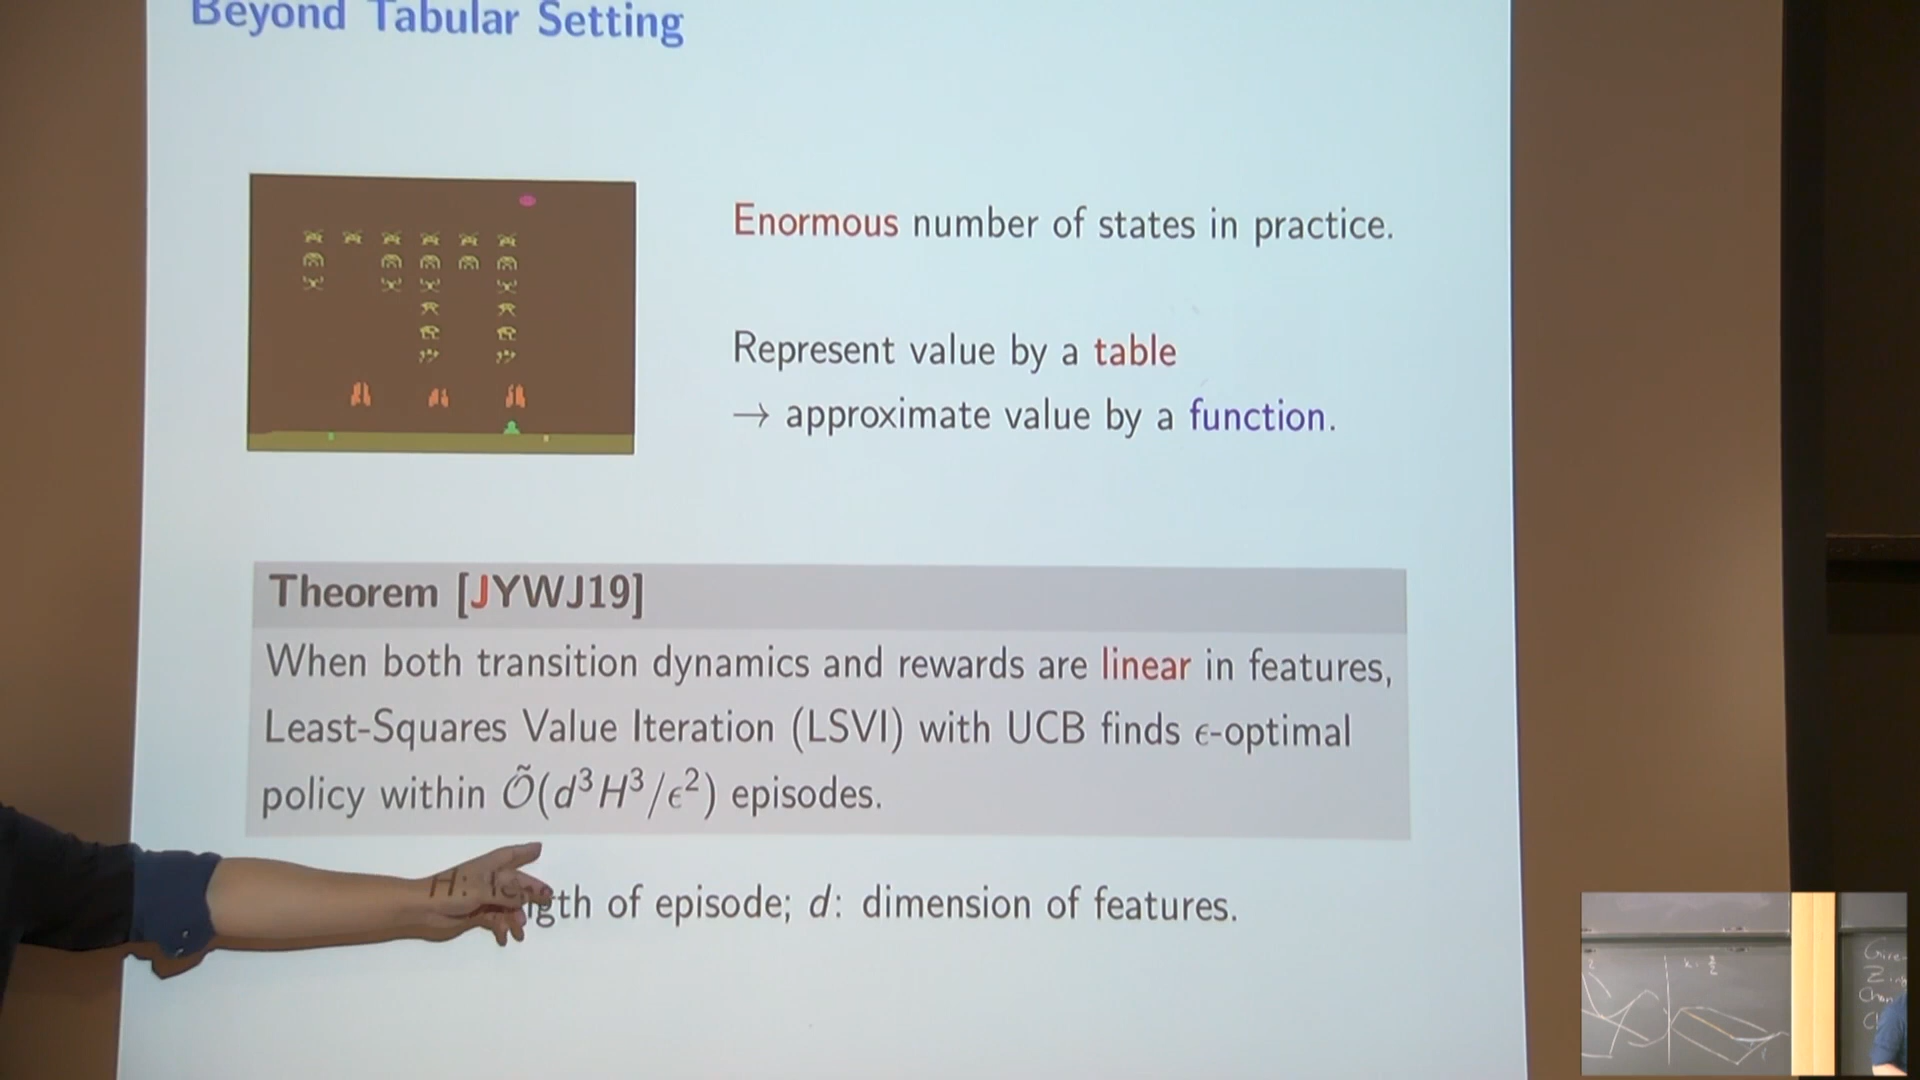 Beyond Tabular Setting
Enormous number of states in practice.
Represent value by a table
→ approximate value by a function.
Theorem [JYWJ19]
When both transition dynamics and rewards are linear in features,
Least-Squares Value Iteration (LSVI) with UCB finds ϵ-optimal
policy within Õ(d³H³/ϵ²) episodes.
H: length of episode; d: dimension of features.